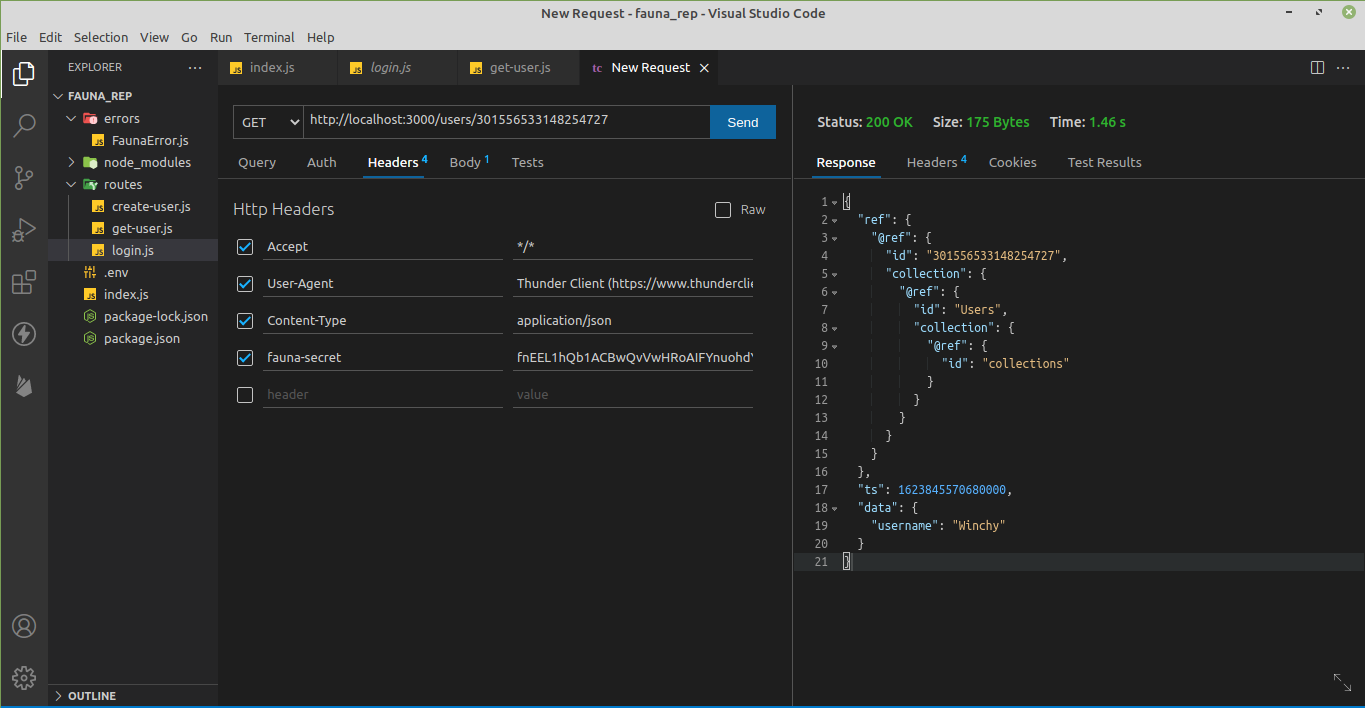 New Request - fauna_rep - Visual Studio Code
File Edit Selection View Go Run Terminal Help
EXPLORER
FAUNA_REP
errors
FaunaError.js
node_modules
routes
create-user.js
get-user.js
login.js
.env
index.js
package-lock.json
package.json
OUTLINE
index.js
login.js
get-user.js
tc New Request
GET http://localhost:3000/users/301556533148254727 Send
Query Auth Headers 4 Body 1 Tests
Http Headers Raw
Accept */*
User-Agent Thunder Client (https://www.thunderclie
Content-Type application/json
fauna-secret
header value
Status: 200 OK Size: 175 Bytes Time: 1.46 s
Response Headers 4 Cookies Test Results
1 {
2 "ref": {
3 "@ref": {
4 "id": "301556533148254727",
5 "collection": {
6 "@ref": {
7 "id": "Users",
8 "collection": {
9 "@ref": {
10 "id": "collections"
11 }
12 }
13 }
14 }
15 }
16 },
17 "ts": 1623845570680000,
18 "data": {
19 "username": "Winchy"
20 }
21 }